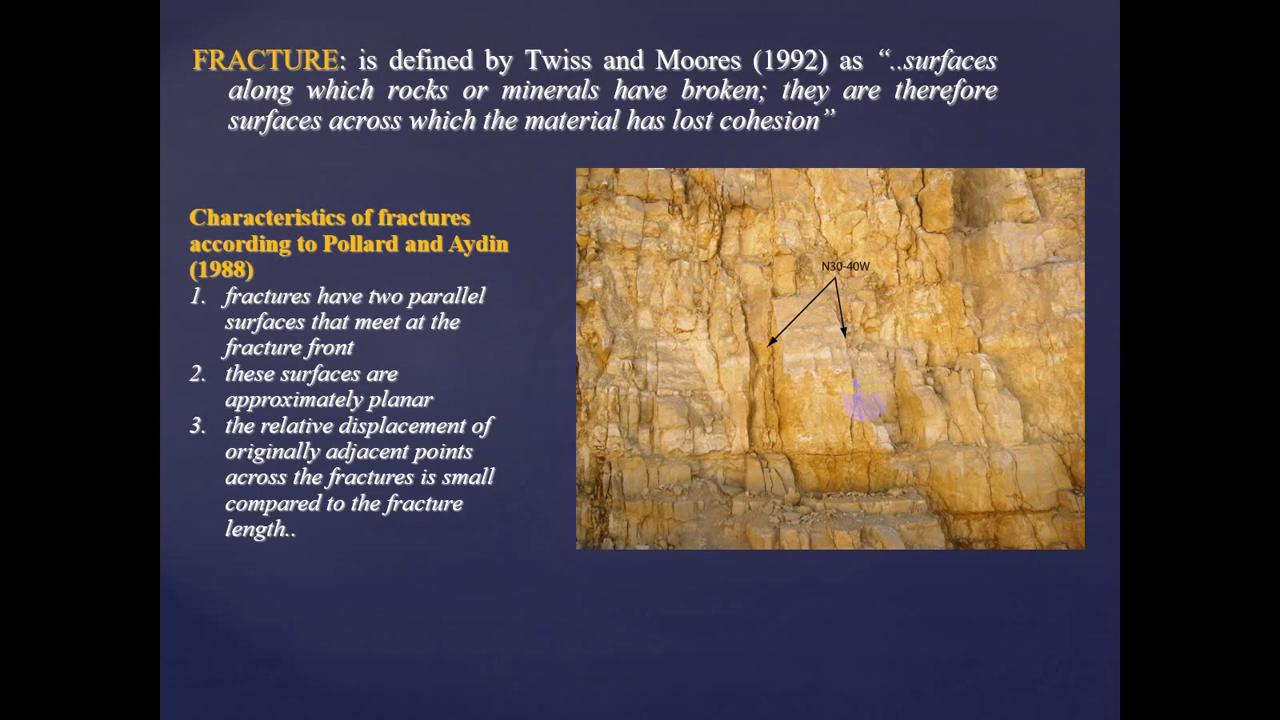 FRACTURE: is defined by Twiss and Moores (1992) as “..surfaces
along which rocks or minerals have broken; they are therefore
surfaces across which the material has lost cohesion”
Characteristics of fractures
according to Pollard and Aydin
(1988)
1. fractures have two parallel
surfaces that meet at the
fracture front
2. these surfaces are
approximately planar
3. the relative displacement of
originally adjacent points
across the fractures is small
compared to the fracture
length..
N30-40W